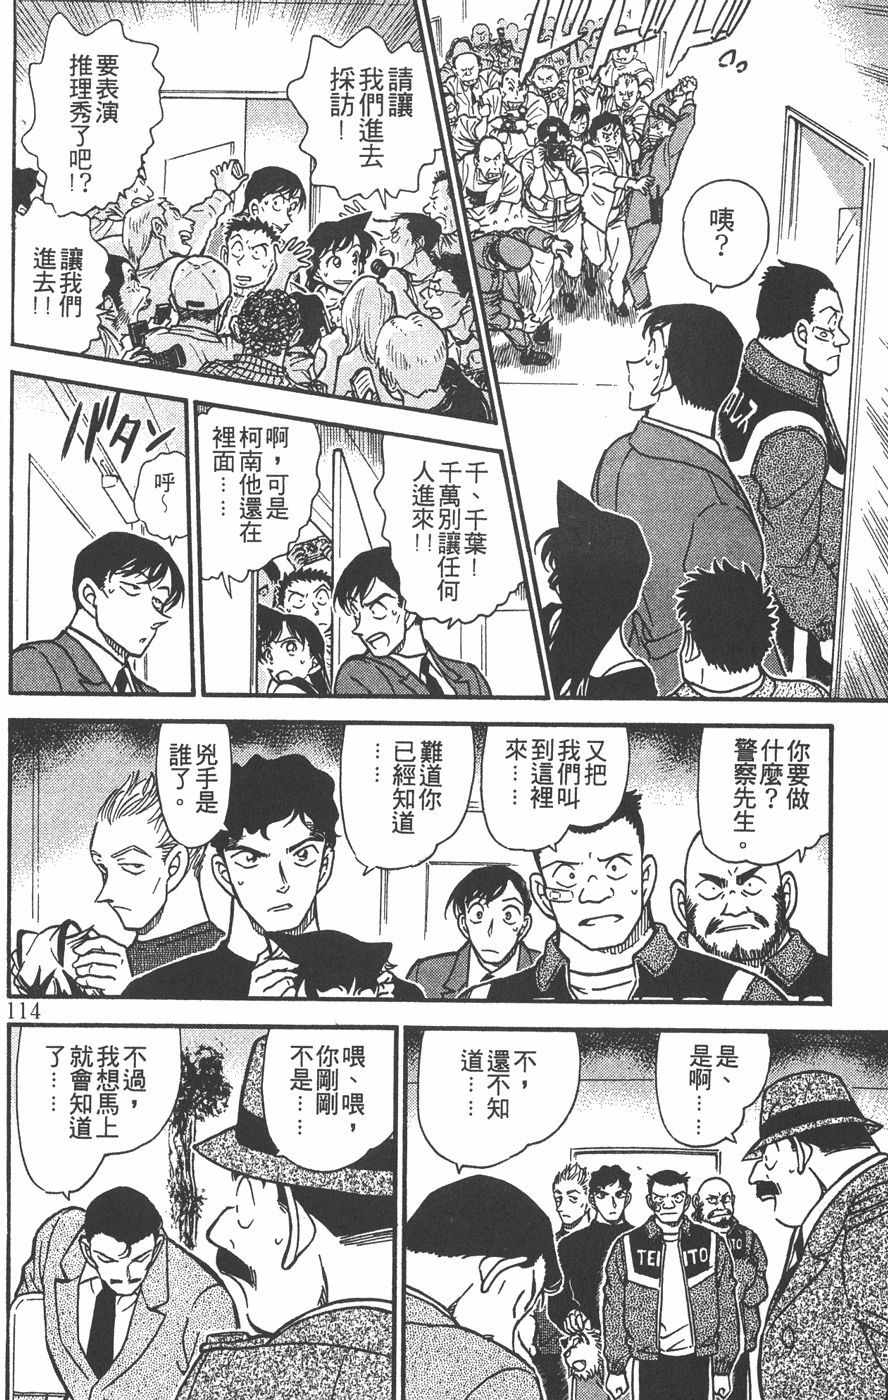 咦?
請讓
我們進去
採訪!
要表演
推理秀了吧!?
讓我們
進去!!
千、千葉!
千萬別讓任何
人進來!!
啊,可是
柯南他還在
裡面……
バタン
呼~
你要做
什麼?
警察先生。
又把
我們叫
到這裡
來……
難道你
已經知道
……
兇手是
誰了。
114
是、
是啊……
不,
還不知
道……
喂、喂,
你剛剛
不是……
不過,
我想馬上
就會知道
了……